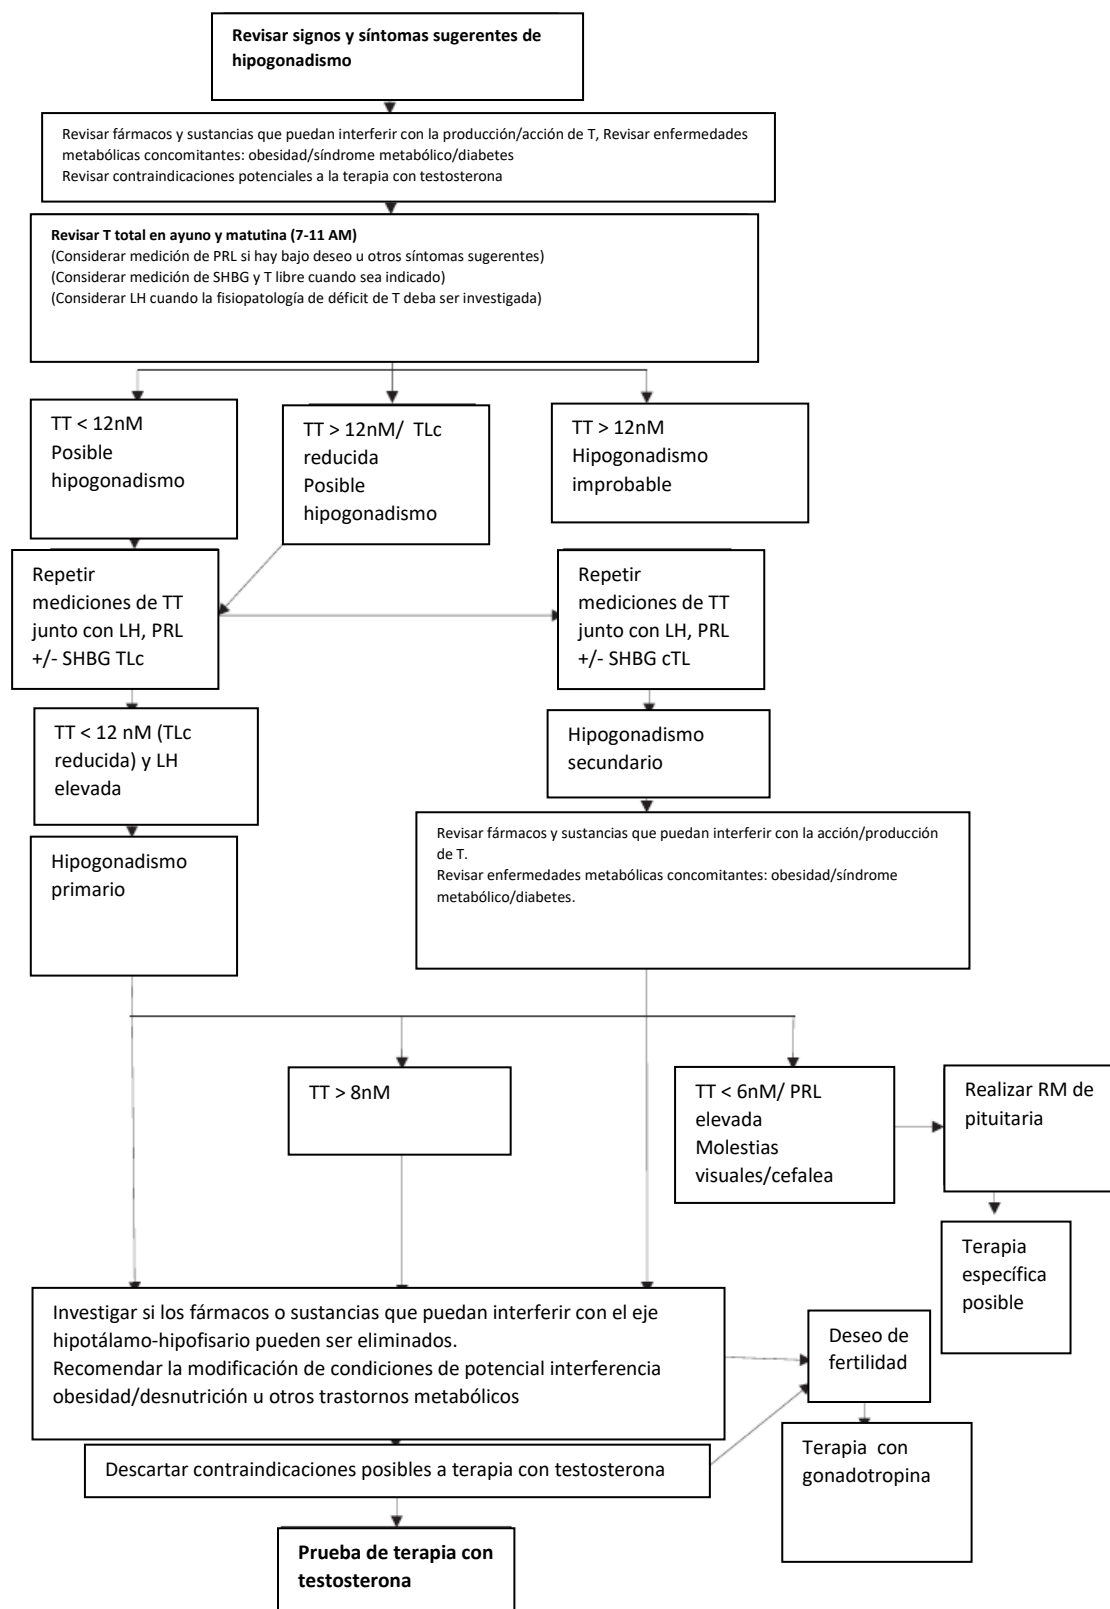 Revisar signos y síntomas sugerentes de
hipogonadismo
Revisar fármacos y sustancias que puedan interferir con la producción/acción de T, Revisar enfermedades
metabólicas concomitantes: obesidad/síndrome metabólico/diabetes
Revisar contraindicaciones potenciales a la terapia con testosterona
Revisar T total en ayuno y matutina (7-11 AM)
(Considerar medición de PRL si hay bajo deseo u otros síntomas sugerentes)
(Considerar medición de SHBG y T libre cuando sea indicado)
(Considerar LH cuando la fisiopatología de déficit de T deba ser investigada)
TT < 12nM
Posible
hipogonadismo
TT > 12nM/ TLc
reducida
Posible
hipogonadismo
TT > 12nM
Hipogonadismo
improbable
Repetir
mediciones de TT
junto con LH, PRL
+/- SHBG TLc
Repetir
mediciones de TT
junto con LH, PRL
+/- SHBG cTL
TT < 12 nM (TLc
reducida) y LH
elevada
Hipogonadismo
secundario
Hipogonadismo
primario
Revisar fármacos y sustancias que puedan interferir con la acción/producción
de T.
Revisar enfermedades metabólicas concomitantes: obesidad/síndrome
metabólico/diabetes.
TT > 8nM
TT < 6nM/ PRL
elevada
Molestias
visuales/cefalea
Realizar RM de
pituitaria
Terapia
específica
posible
Investigar si los fármacos o sustancias que puedan interferir con el eje
hipotálamo-hipofisario pueden ser eliminados.
Recomendar la modificación de condiciones de potencial interferencia
obesidad/desnutrición u otros trastornos metabólicos
Deseo de
fertilidad
Descartar contraindicaciones posibles a terapia con testosterona
Terapia con
gonadotropina
Prueba de terapia con
testosterona